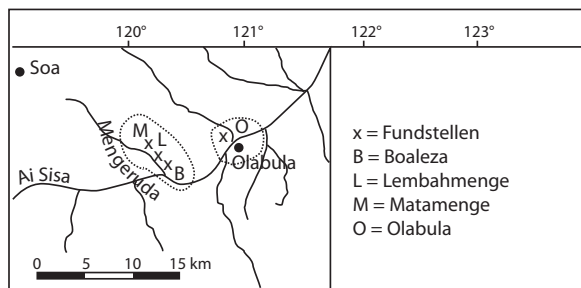 120° 121° 122° 123°
Soa
M L
O
Mengeruda
B
Olabula
Ai Sisa
0 5 10 15 km
x = Fundstellen
B = Boaleza
L = Lembahmenge
M = Matamenge
O = Olabula